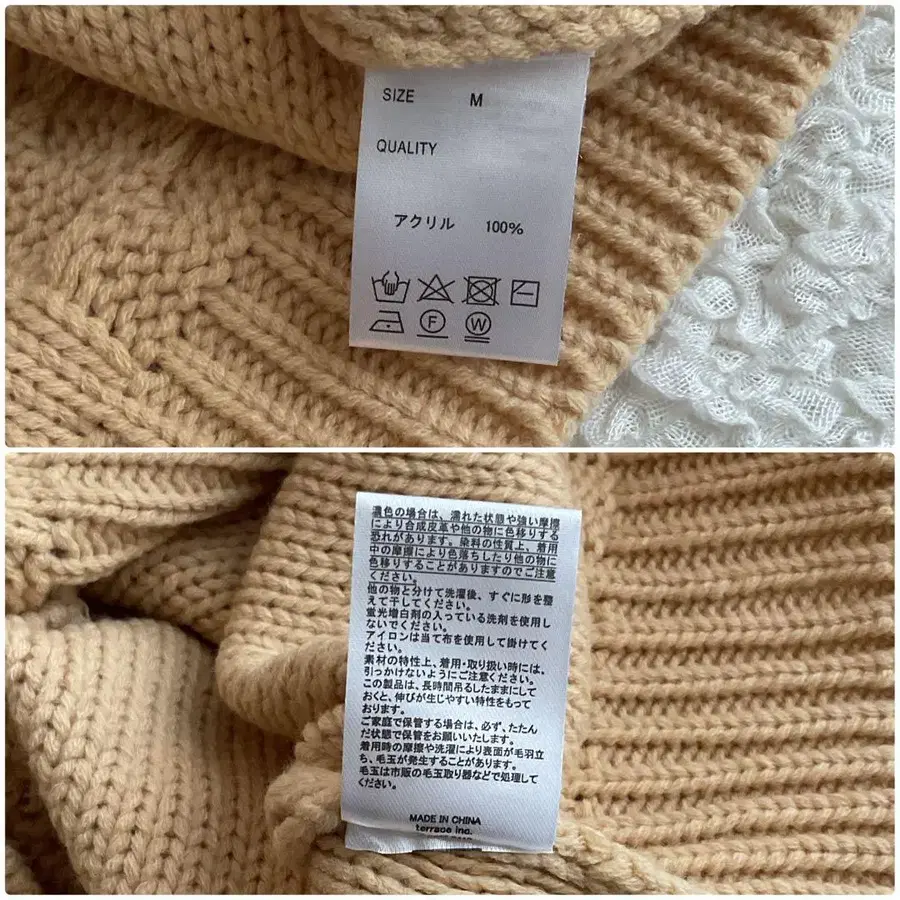 SIZE M
QUALITY
アクリル 100%
F W
濃色の場合は、濡れた状態や強い摩擦
により合成皮革や他の物に色移りする
恐れがあります。染料の性質上、着用
中の摩擦により色落ちしたり他の物に
色移りすることがありますのでご注意
ください。
他の物と分けて洗濯後、すぐに形を整
えて干してください。
蛍光増白剤の入っている洗剤を使用し
ないでください。
アイロンは当て布を使用して掛けてく
ださい。
素材の特性上、着用・取り扱い時には、
引っかけないようにご注意ください。
この製品は、長時間吊るしたままにして
おくと、伸びが生じやすい特性をもって
おります。
ご家庭で保管する場合は、必ず、たたん
だ状態で保管をお願いいたします。
着用時の摩擦や洗濯により表面が毛羽立
ち、毛玉が発生することがあります。
毛玉は市販の毛玉取り器などで処理して
ください。
MADE IN CHINA
terrace inc.